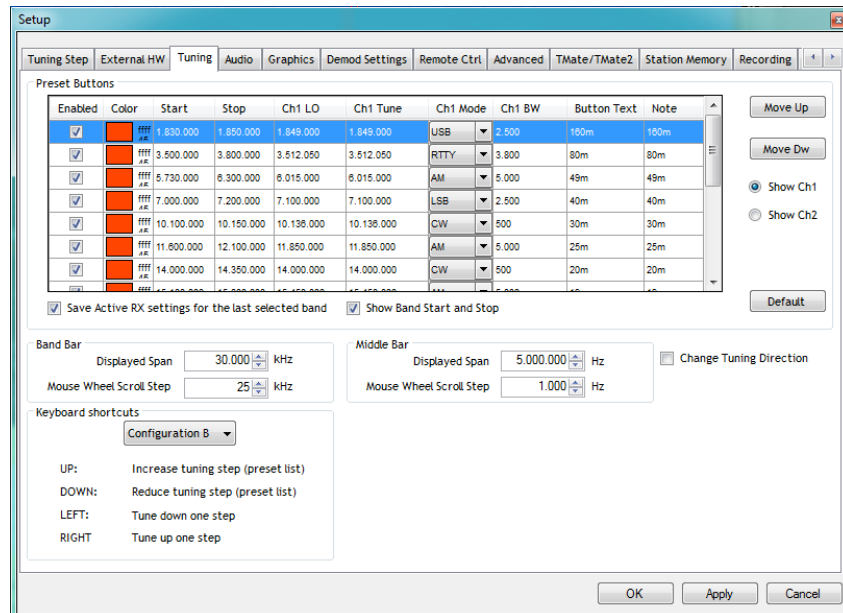 Setup
Tuning Step External HW Tuning Audio Graphics Demod Settings Remote Ctrl Advanced TMate/TMate2 Station Memory Recording
Preset Buttons
Enabled Color Start Stop Ch1 LO Ch1 Tune Ch1 Mode Ch1 BW Button Text Note
ffff 1.830.000 1.850.000 1.849.000 1.849.000 USB 2.500 160m 160m
ffff 3.500.000 3.800.000 3.512.050 3.512.050 RTTY 3.800 80m 80m
ffff 5.730.000 6.300.000 6.015.000 6.015.000 AM 5.000 49m 49m
ffff 7.000.000 7.200.000 7.100.000 7.100.000 LSB 2.500 40m 40m
ffff 10.100.000 10.150.000 10.136.000 10.136.000 CW 500 30m 30m
ffff 11.600.000 12.100.000 11.850.000 11.850.000 AM 5.000 25m 25m
ffff 14.000.000 14.350.000 14.000.000 14.000.000 CW 500 20m 20m
Move Up
Move Dw
Show Ch1
Show Ch2
Default
Save Active RX settings for the last selected band Show Band Start and Stop
Band Bar
Displayed Span 30.000 kHz
Mouse Wheel Scroll Step 25 kHz
Middle Bar
Displayed Span 5.000.000 Hz
Mouse Wheel Scroll Step 1.000 Hz
Change Tuning Direction
Keyboard shortcuts
Configuration B
UP: Increase tuning step (preset list)
DOWN: Reduce tuning step (preset list)
LEFT: Tune down one step
RIGHT Tune up one step
OK Apply Cancel